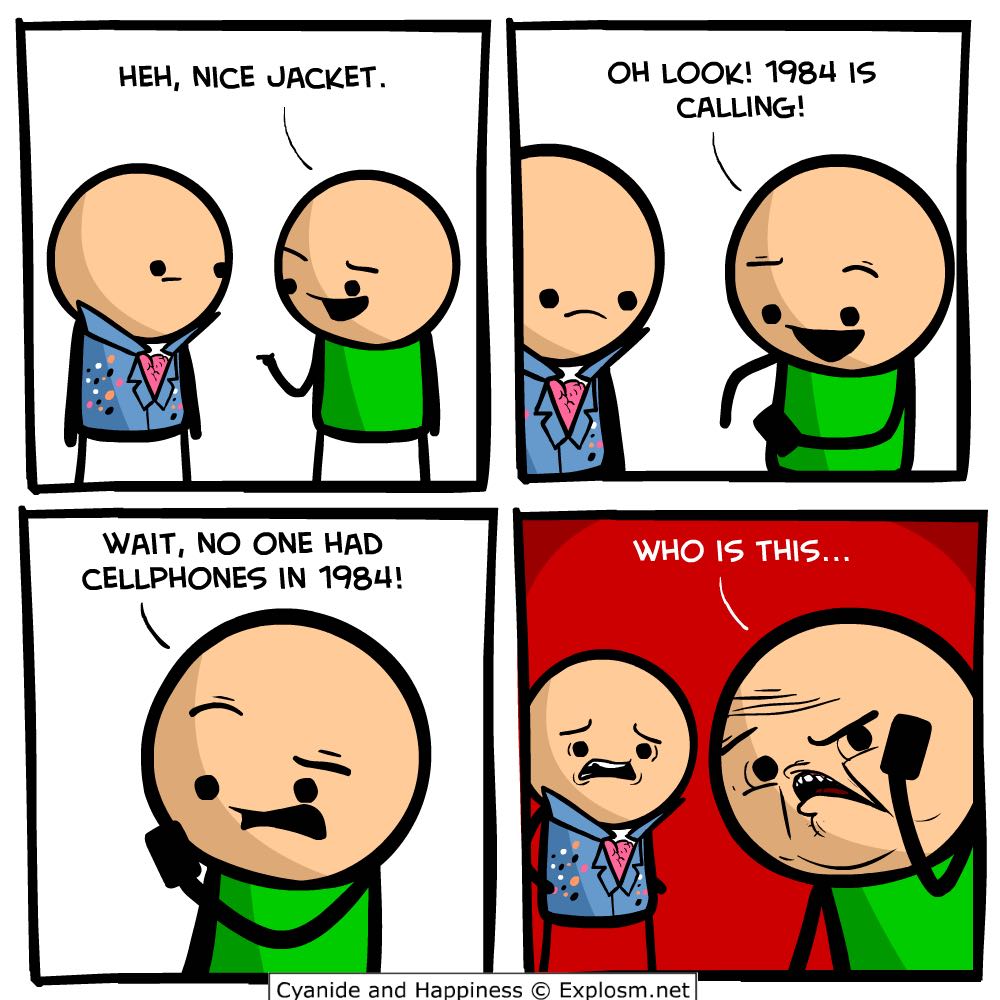 HEH, NICE JACKET.
OH LOOK! 1984 IS
CALLING!
WAIT, NO ONE HAD
CELLPHONES IN 1984!
WHO IS THIS...
Cyanide and Happiness © Explosm.net